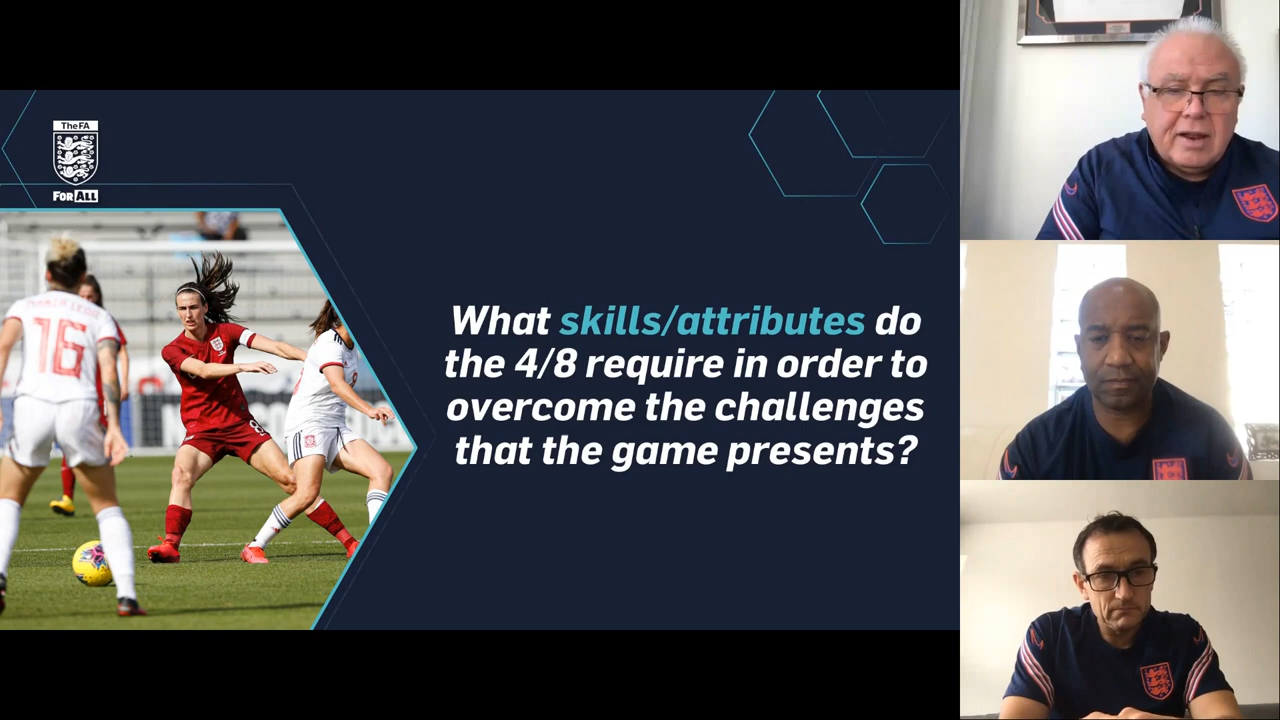 TheFA
FOR ALL
What skills/attributes do
the 4/8 require in order to
overcome the challenges
that the game presents?
16
8